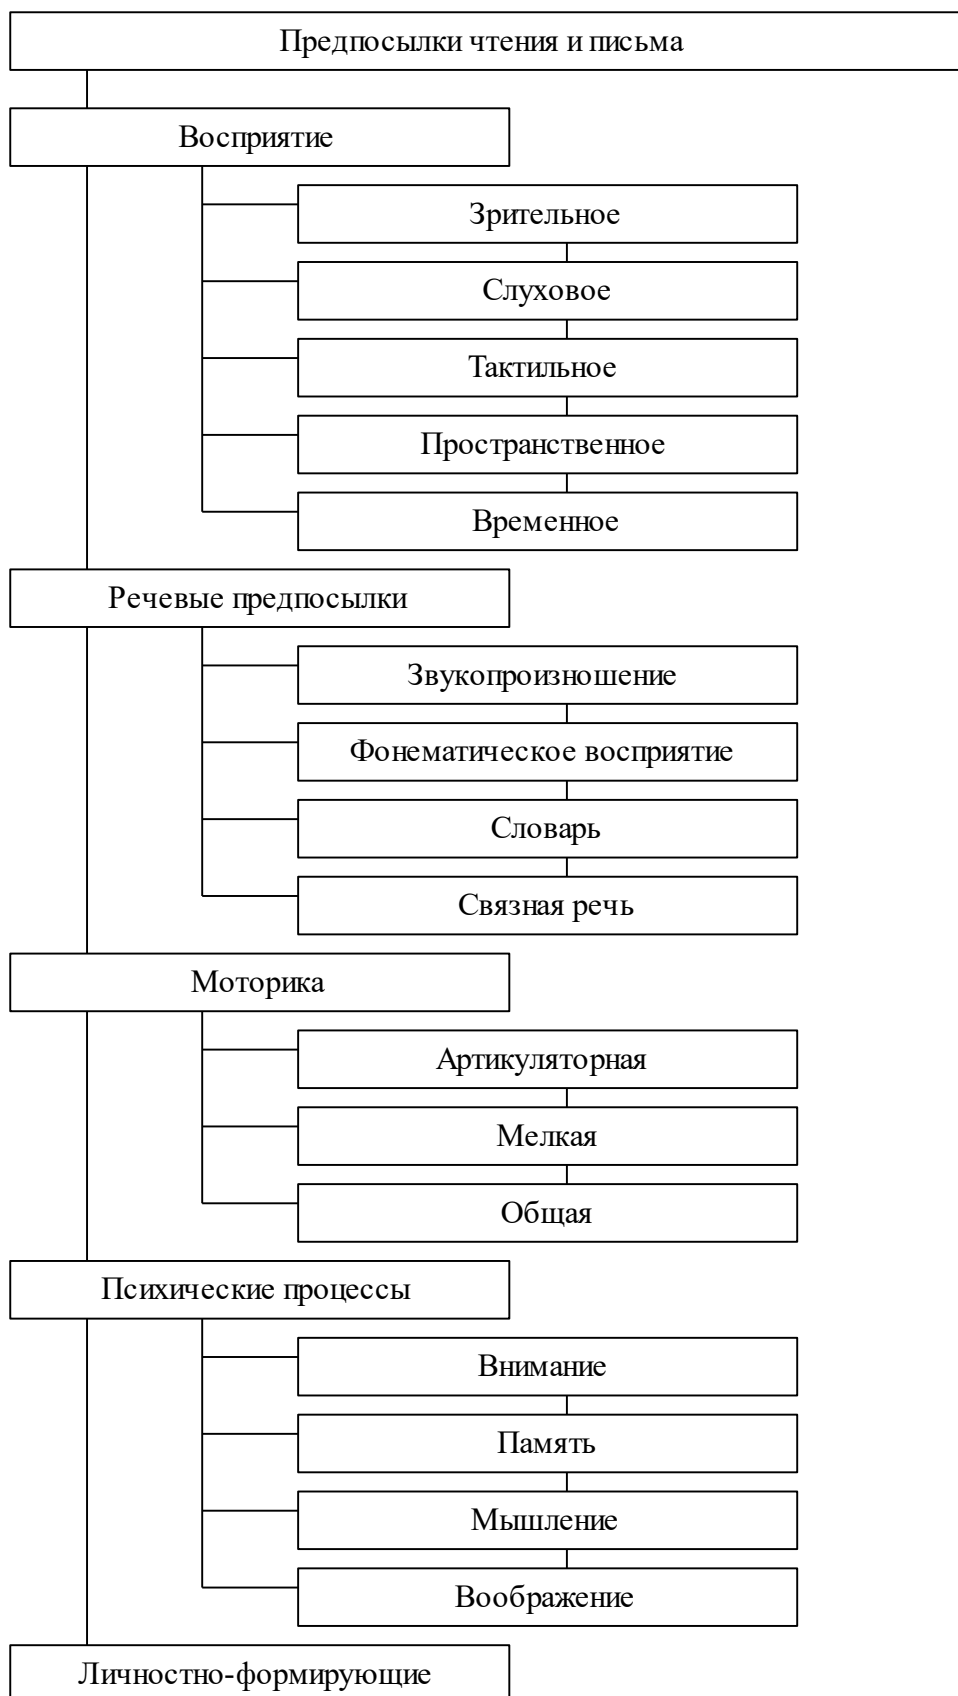 Предпосылки чтения и письма
Восприятие
Зрительное
Слуховое
Тактильное
Пространственное
Временное
Речевые предпосылки
Звукопроизношение
Фонематическое восприятие
Словарь
Связная речь
Моторика
Артикуляторная
Мелкая
Общая
Психические процессы
Внимание
Память
Мышление
Воображение
Личностно-формирующие